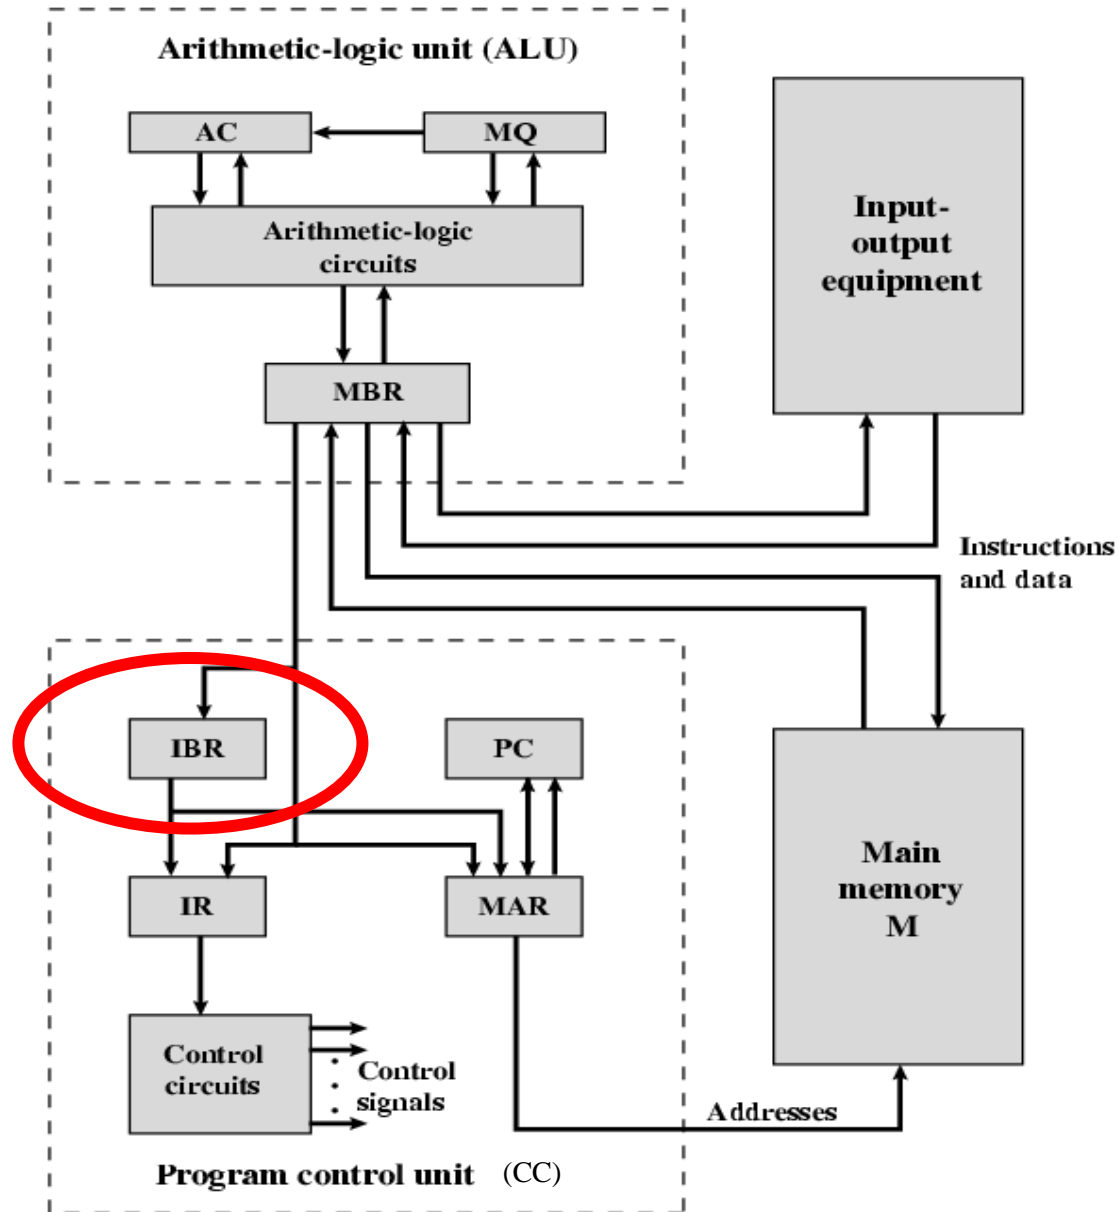 Arithmetic-logic unit (ALU)
AC
MQ
Arithmetic-logic
circuits
Input-
output
equipment
MBR
Instructions
and data
IBR
PC
IR
MAR
Main
memory
M
Control
circuits
Control
signals
Addresses
Program control unit (CC)